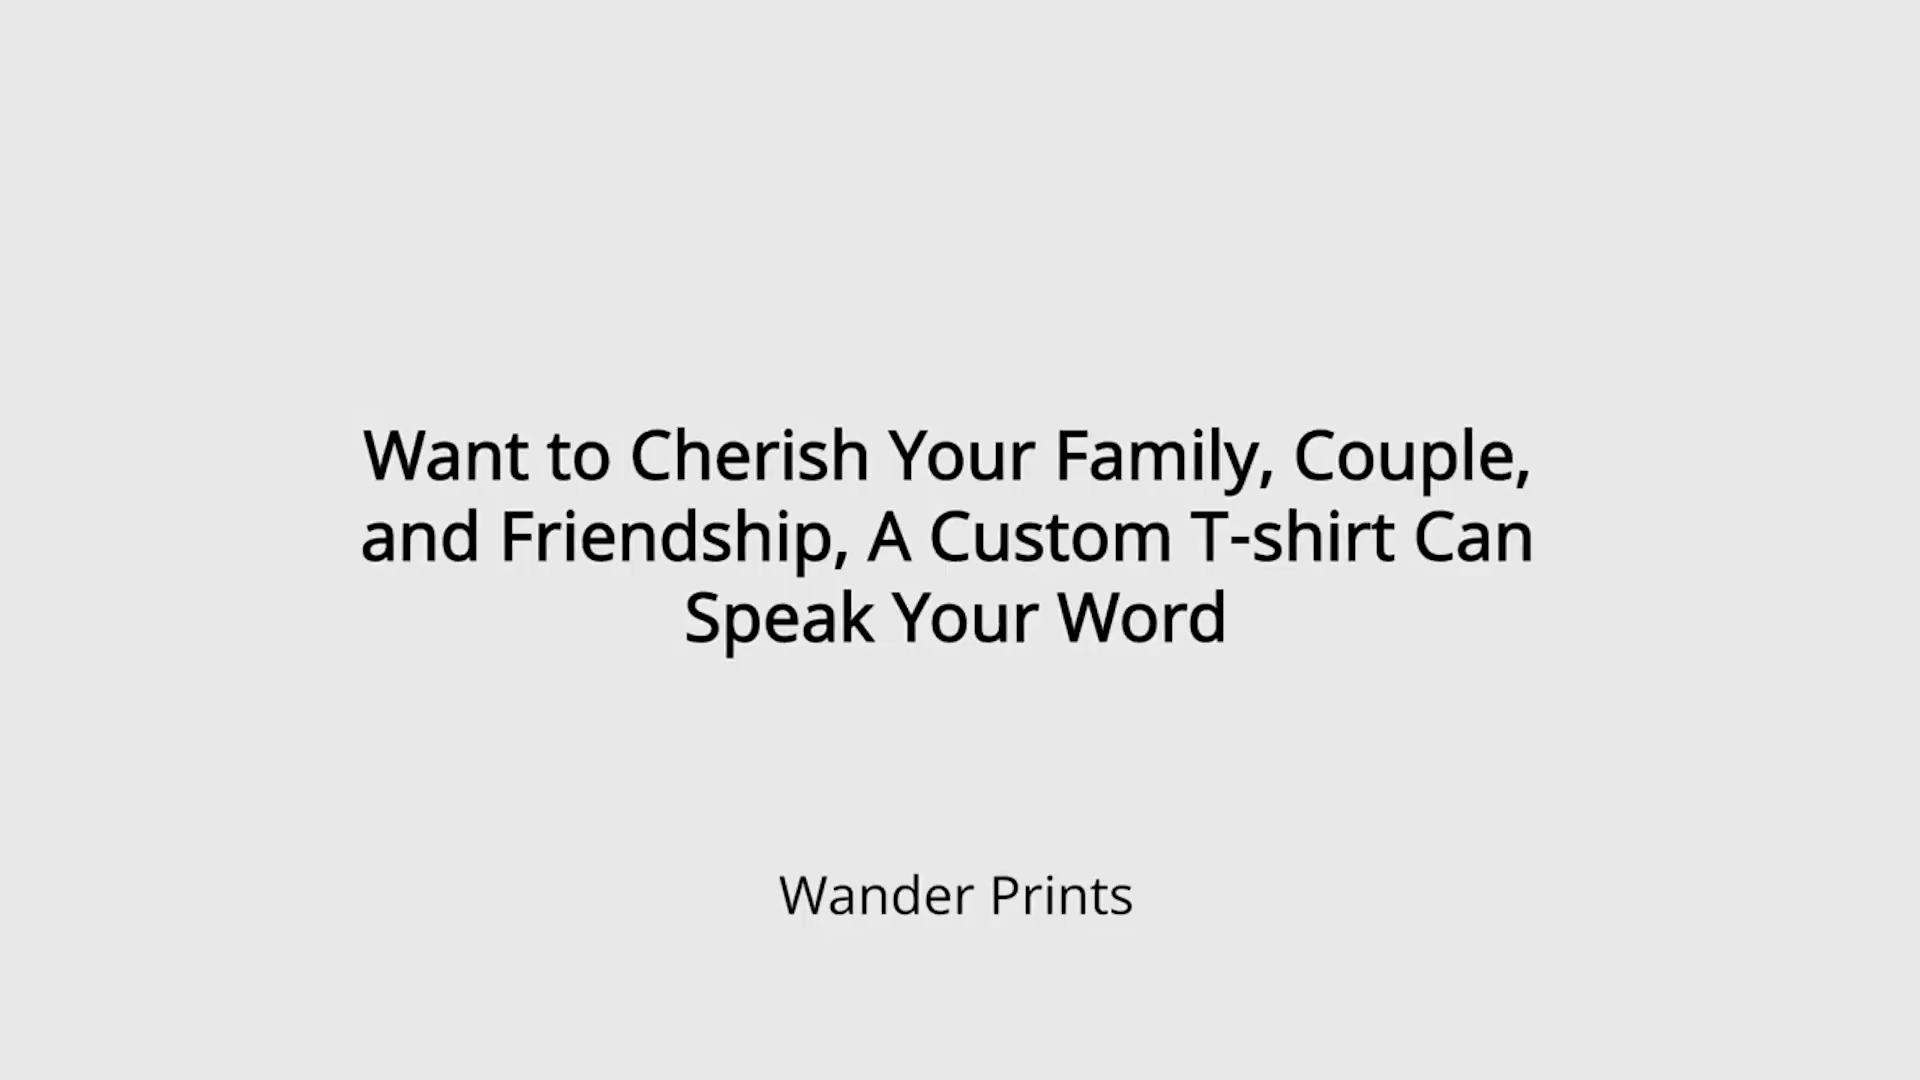 Want to Cherish Your Family, Couple,
and Friendship, A Custom T-shirt Can
Speak Your Word
Wander Prints